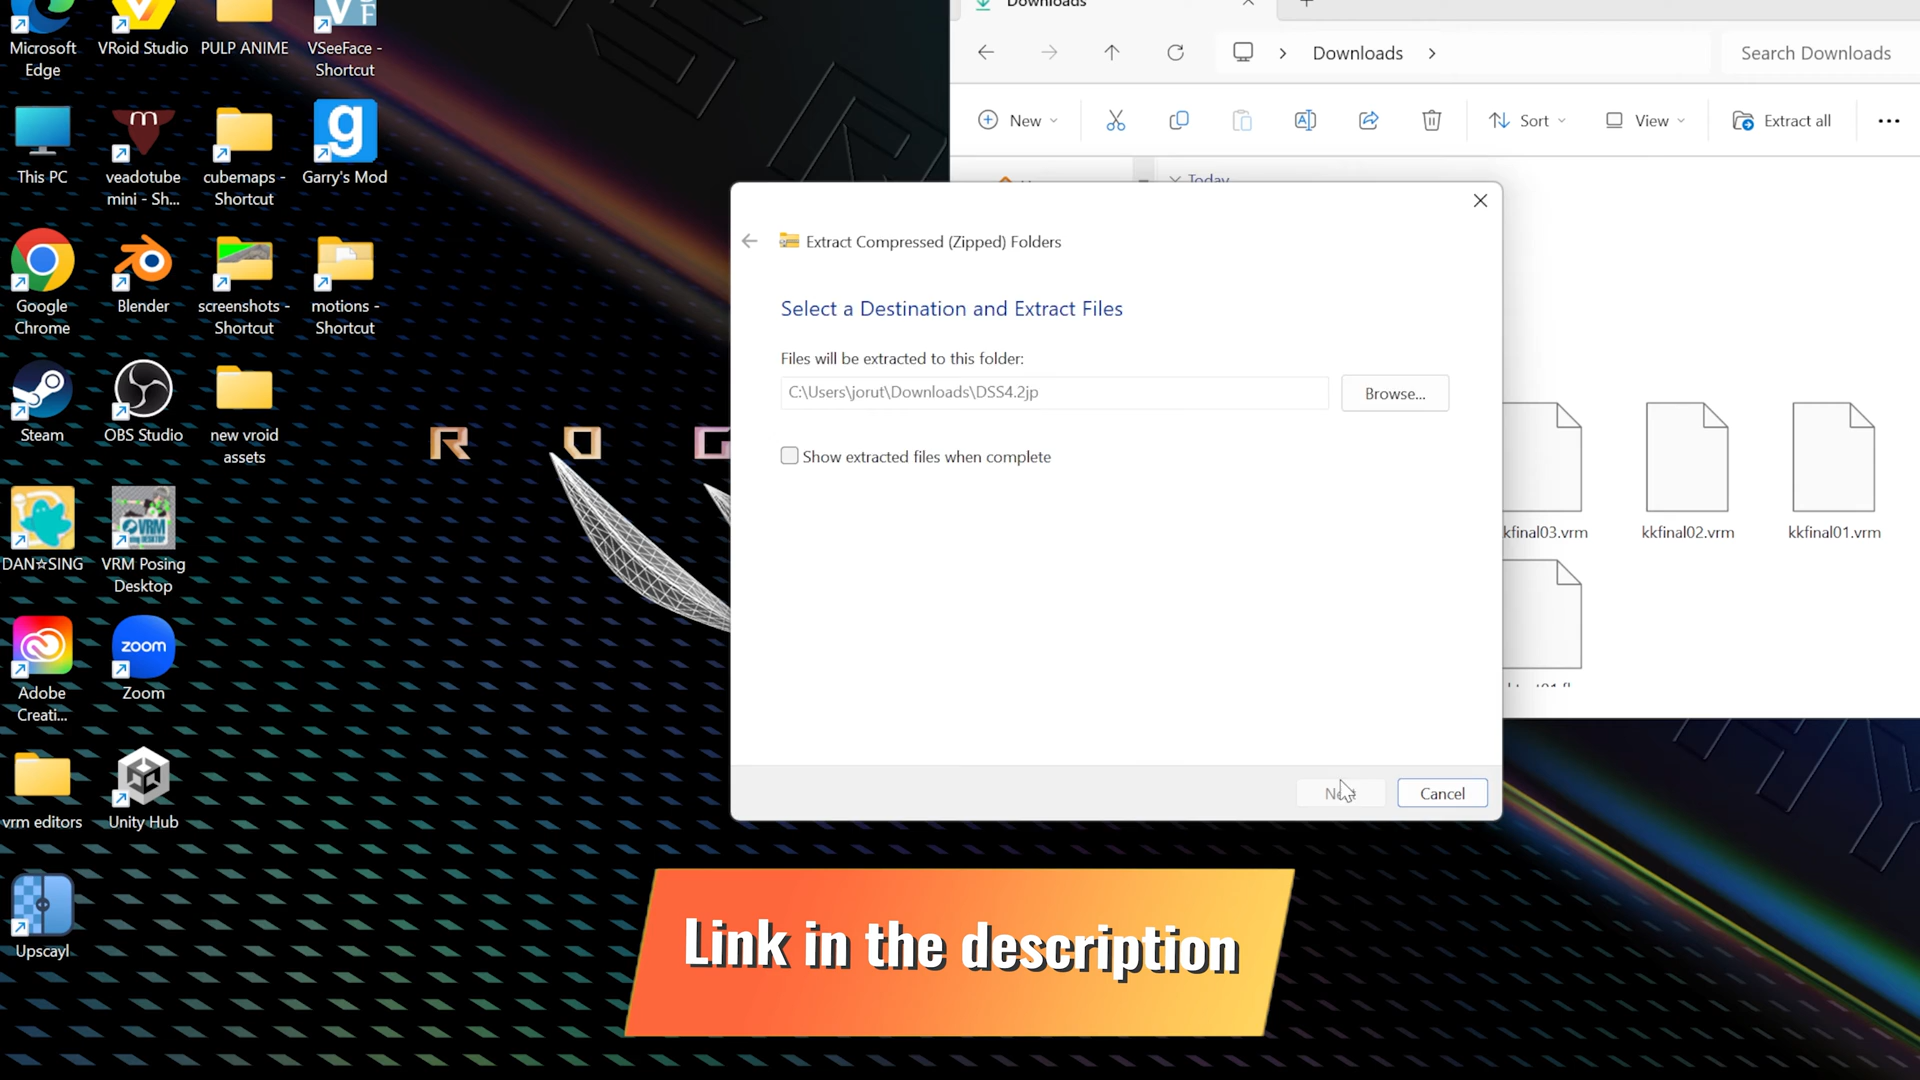 Microsoft
Edge
VRoid Studio
PULP ANIME
VSeeFace -
Shortcut
This PC
veadotube
mini - Sh...
cubemaps -
Shortcut
Garry's Mod
Google
Chrome
Blender
screenshots -
Shortcut
motions -
Shortcut
Steam
OBS Studio
new vroid
assets
DAN☆SING
VRM
VRM Posing
Desktop
Adobe
Creati...
zoom
Zoom
vrm editors
Unity Hub
Upscayl
R O G
Downloads
Downloads
Search Downloads
New
Sort
View
Extract all
Today
Extract Compressed (Zipped) Folders
Select a Destination and Extract Files
Files will be extracted to this folder:
C:\Users\jorut\Downloads\DSS4.2jp
Browse...
Show extracted files when complete
Cancel
kfinal03.vrm
kkfinal02.vrm
kkfinal01.vrm
Link in the description